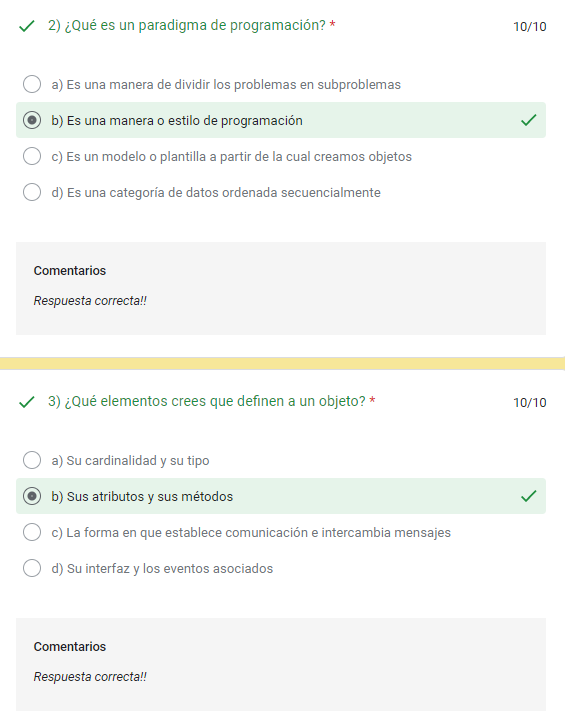 2) ¿Qué es un paradigma de programación? * 10/10
a) Es una manera de dividir los problemas en subproblemas
b) Es una manera o estilo de programación
c) Es un modelo o plantilla a partir de la cual creamos objetos
d) Es una categoría de datos ordenada secuencialmente
Comentarios
Respuesta correcta!!
3) ¿Qué elementos crees que definen a un objeto? * 10/10
a) Su cardinalidad y su tipo
b) Sus atributos y sus métodos
c) La forma en que establece comunicación e intercambia mensajes
d) Su interfaz y los eventos asociados
Comentarios
Respuesta correcta!!